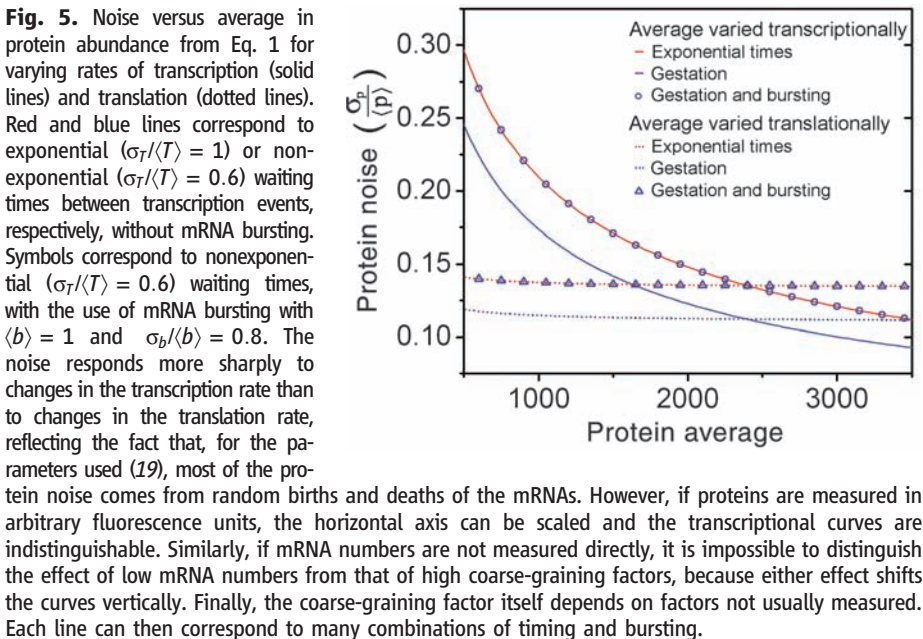 Fig. 5. Noise versus average in
protein abundance from Eq. 1 for
varying rates of transcription (solid
lines) and translation (dotted lines).
Red and blue lines correspond to
exponential (σT/⟨T⟩ = 1) or non-
exponential (σT/⟨T⟩ = 0.6) waiting
times between transcription events,
respectively, without mRNA bursting.
Symbols correspond to nonexponen-
tial (σT/⟨T⟩ = 0.6) waiting times,
with the use of mRNA bursting with
⟨b⟩ = 1 and σb/⟨b⟩ = 0.8. The
noise responds more sharply to
changes in the transcription rate than
to changes in the translation rate,
reflecting the fact that, for the pa-
rameters used (19), most of the pro-
tein noise comes from random births and deaths of the mRNAs. However, if proteins are measured in
arbitrary fluorescence units, the horizontal axis can be scaled and the transcriptional curves are
indistinguishable. Similarly, if mRNA numbers are not measured directly, it is impossible to distinguish
the effect of low mRNA numbers from that of high coarse-graining factors, because either effect shifts
the curves vertically. Finally, the coarse-graining factor itself depends on factors not usually measured.
Each line can then correspond to many combinations of timing and bursting.
Protein noise (σp/⟨p⟩)
0.30
0.25
0.20
0.15
0.10
Average varied transcriptionally
Exponential times
Gestation
Gestation and bursting
Average varied translationally
Exponential times
Gestation
Gestation and bursting
1000
2000
3000
Protein average